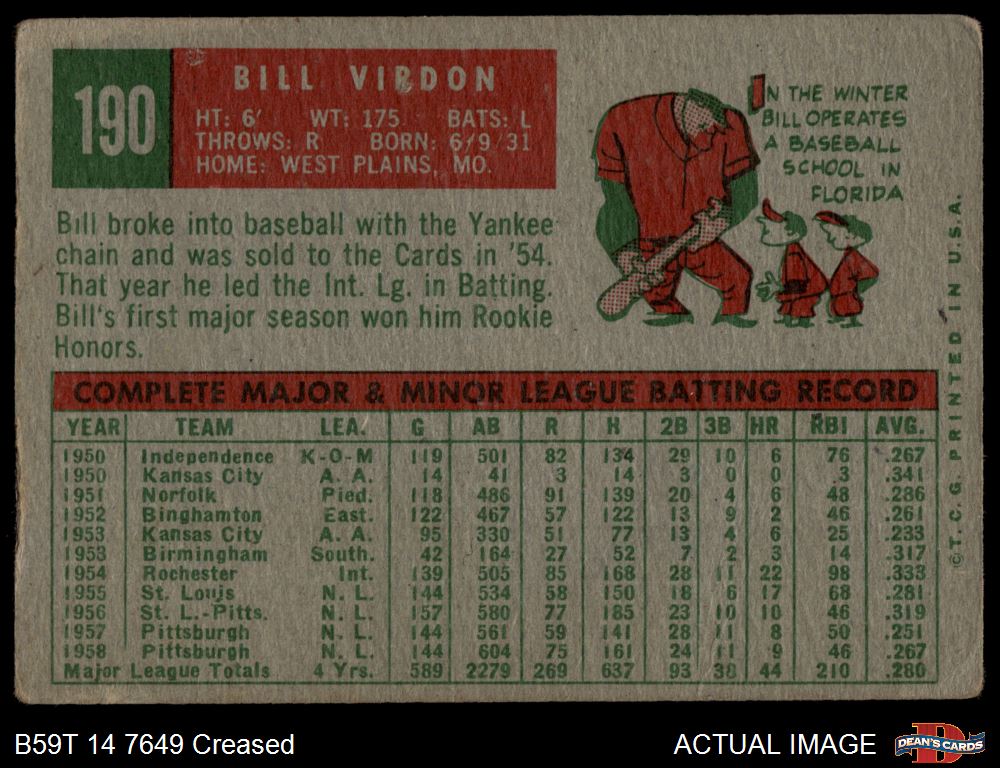 190
BILL VIRDON
HT: 6' WT: 175 BATS: L
THROWS: R BORN: 6/9/31
HOME: WEST PLAINS, MO.
IN THE WINTER
BILL OPERATES
A BASEBALL
SCHOOL IN
FLORIDA
Bill broke into baseball with the Yankee
chain and was sold to the Cards in '54.
That year he led the Int. Lg. in Batting.
Bill's first major season won him Rookie
Honors.
COMPLETE MAJOR & MINOR LEAGUE BATTING RECORD
YEAR TEAM LEA. G AB R H 2B 3B HR RBI AVG.
1950 Independence K-O-M 119 501 82 134 29 10 6 76 .267
1950 Kansas City A. A. 14 41 3 14 3 0 0 3 .341
1951 Norfolk Pied. 118 486 91 139 20 4 6 48 .286
1952 Binghamton East. 122 467 57 122 13 9 2 46 .261
1953 Kansas City A. A. 95 330 51 77 13 4 6 25 .233
1953 Birmingham South. 42 164 27 52 7 2 3 14 .317
1954 Rochester Int. 139 505 85 168 28 11 22 98 .333
1955 St. Louis N. L. 144 534 58 150 18 6 17 68 .281
1956 St. L.-Pitts. N. L. 157 580 77 185 23 10 10 46 .319
1957 Pittsburgh N. L. 144 561 59 141 28 11 8 50 .251
1958 Pittsburgh N. L. 144 604 75 161 24 11 9 46 .267
Major League Totals 4 Yrs. 589 2279 269 637 93 38 44 210 .280
©T.C.G. PRINTED IN U.S.A.
B59T 14 7649 Creased
ACTUAL IMAGE
DEAN'S CARDS